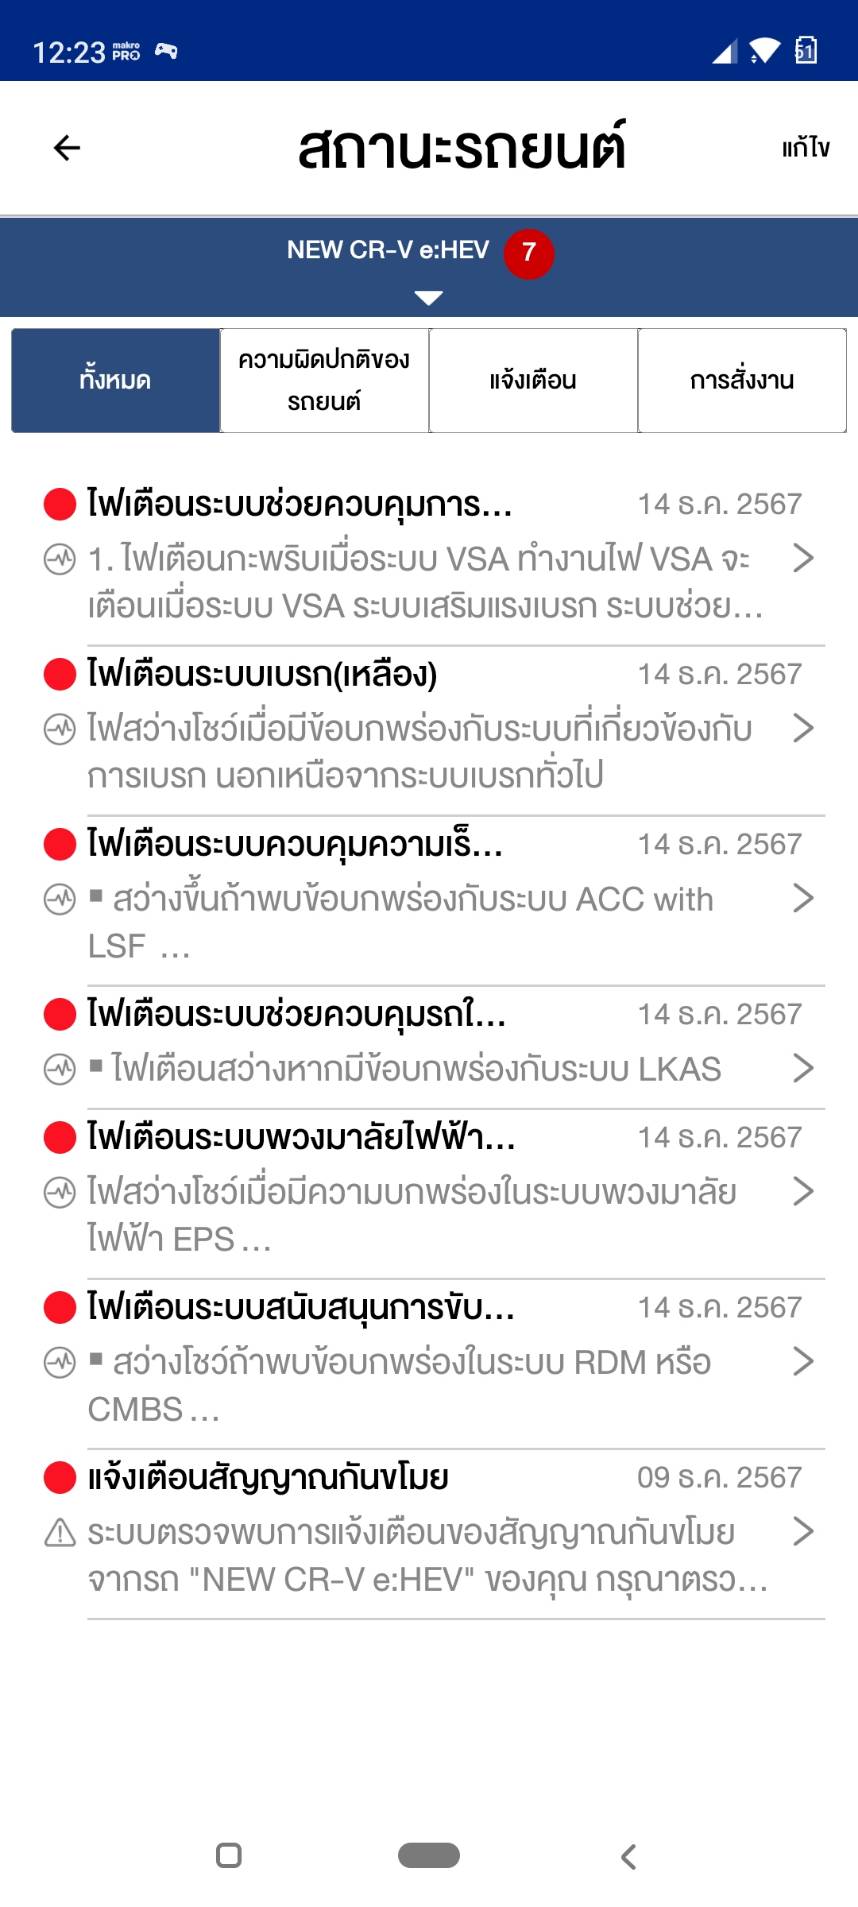 12:23 makro PRO 51
สถานะรถยนต์
แก้ไข
NEW CR-V e:HEV 7
ทั้งหมด
ความผิดปกติของ
รถยนต์
แจ้งเตือน
การสั่งงาน
ไฟเตือนระบบช่วยควบคุมการ... 14 ธ.ค. 2567
1. ไฟเตือนกะพริบเมื่อระบบ VSA ทำงานไฟ VSA จะ
เตือนเมื่อระบบ VSA ระบบเสริมแรงเบรก ระบบช่วย...
ไฟเตือนระบบเบรก(เหลือง) 14 ธ.ค. 2567
ไฟสว่างโชว์เมื่อมีข้อบกพร่องกับระบบที่เกี่ยวข้องกับ
การเบรก นอกเหนือจากระบบเบรกทั่วไป
ไฟเตือนระบบควบคุมความเร็... 14 ธ.ค. 2567
▪ สว่างขึ้นถ้าพบข้อบกพร่องกับระบบ ACC with
LSF ...
ไฟเตือนระบบช่วยควบคุมรถใ... 14 ธ.ค. 2567
▪ ไฟเตือนสว่างหากมีข้อบกพร่องกับระบบ LKAS
ไฟเตือนระบบพวงมาลัยไฟฟ้า... 14 ธ.ค. 2567
ไฟสว่างโชว์เมื่อมีความบกพร่องในระบบพวงมาลัย
ไฟฟ้า EPS ...
ไฟเตือนระบบสนับสนุนการขับ... 14 ธ.ค. 2567
▪ สว่างโชว์ถ้าพบข้อบกพร่องในระบบ RDM หรือ
CMBS ...
แจ้งเตือนสัญญาณกันขโมย 09 ธ.ค. 2567
ระบบตรวจพบการแจ้งเตือนของสัญญาณกันขโมย
จากรถ "NEW CR-V e:HEV" ของคุณ กรุณาตรว...